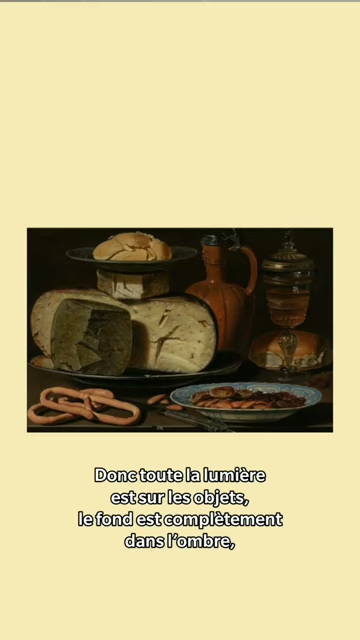 Donc toute la lumière
est sur les objets,
le fond est complètement
dans l'ombre,